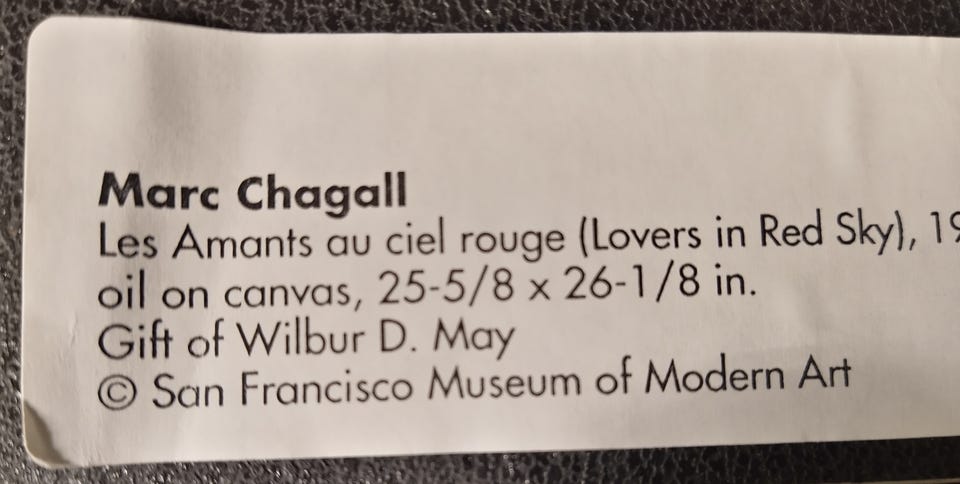 Marc Chagall
Les Amants au ciel rouge (Lovers in Red Sky), 19
oil on canvas, 25-5/8 x 26-1/8 in.
Gift of Wilbur D. May
© San Francisco Museum of Modern Art